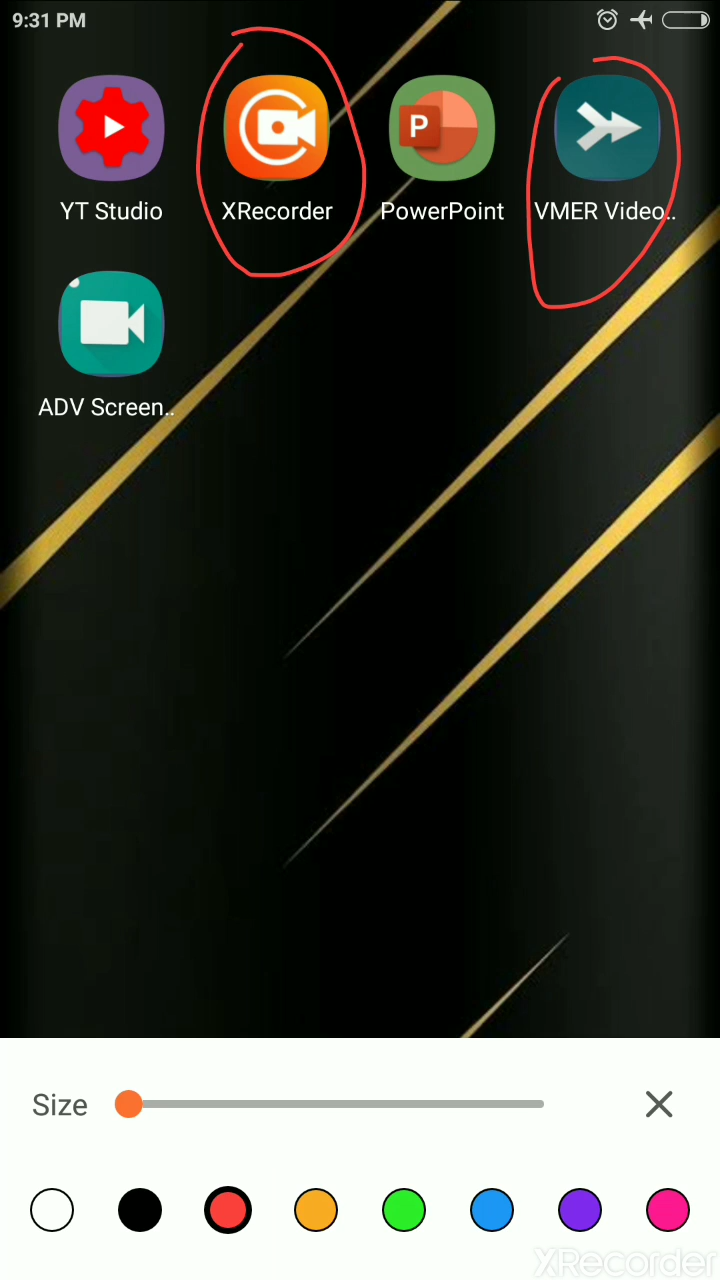 9:31 PM
YT Studio
XRecorder
P
PowerPoint
VMER Video..
ADV Screen..
Size
XRecorder